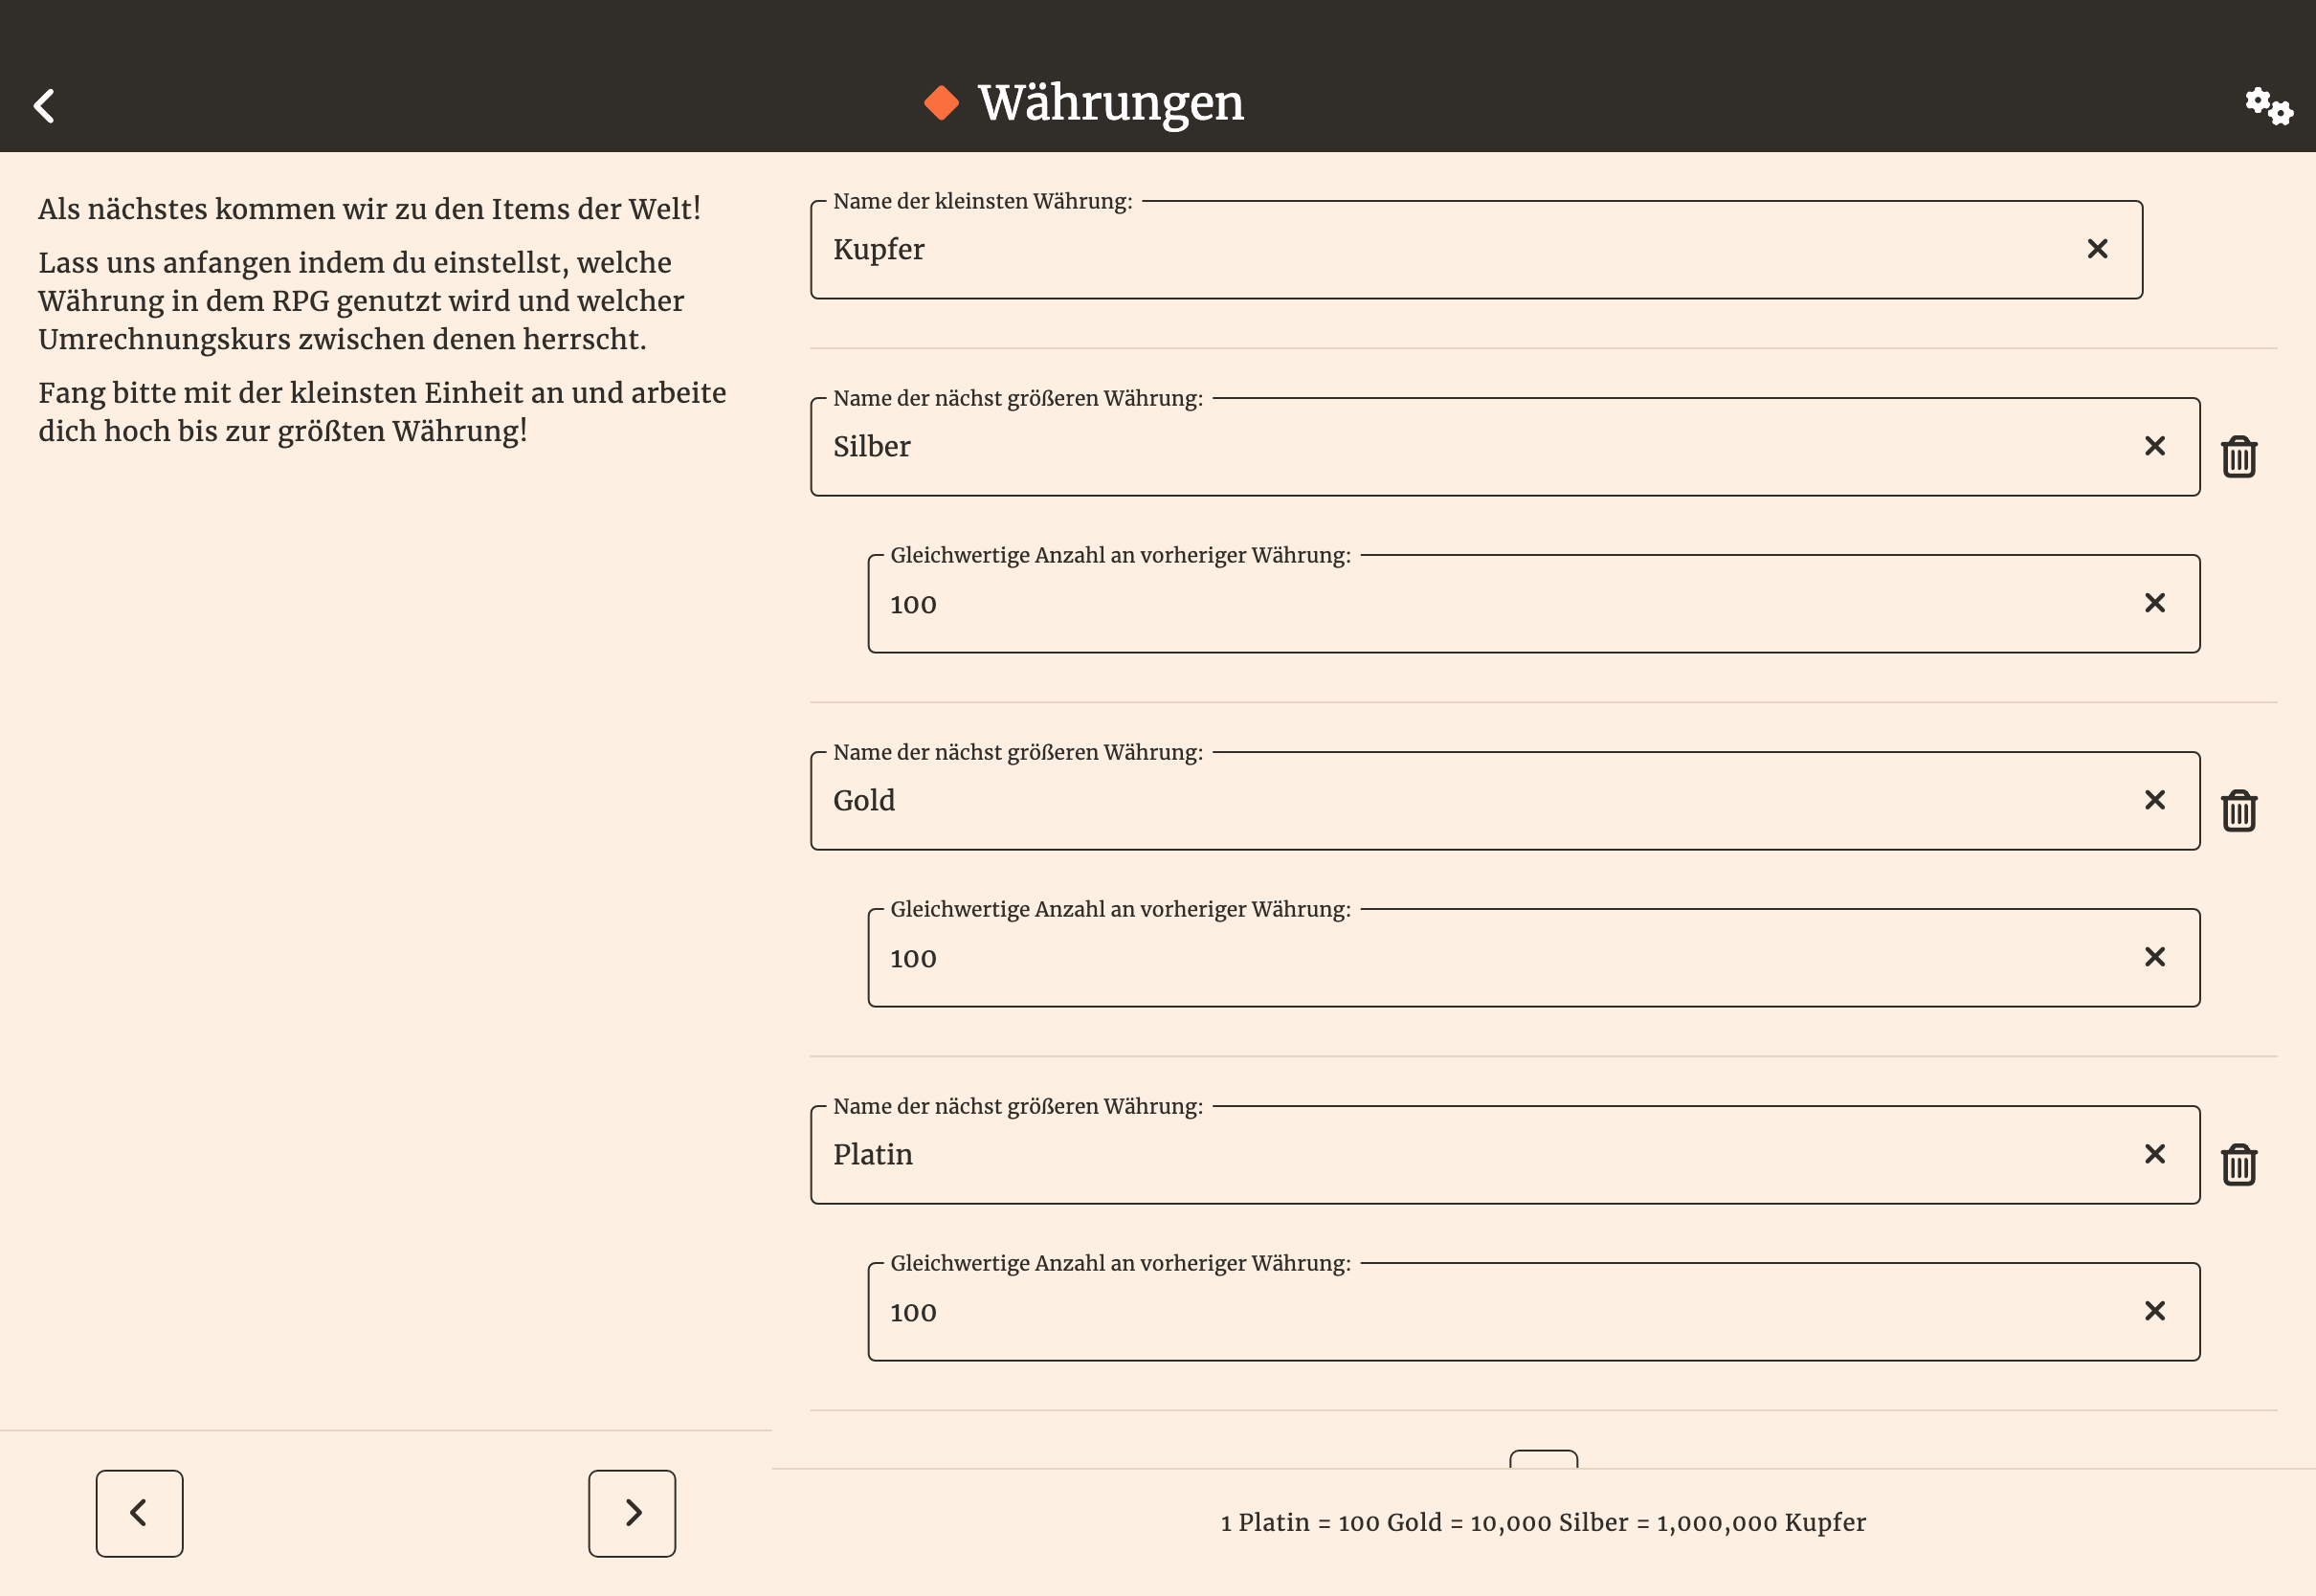 Währungen
Als nächstes kommen wir zu den Items der Welt!
Lass uns anfangen indem du einstellst, welche
Währung in dem RPG genutzt wird und welcher
Umrechnungskurs zwischen denen herrscht.
Fang bitte mit der kleinsten Einheit an und arbeite
dich hoch bis zur größten Währung!
Name der kleinsten Währung:
Kupfer
Name der nächst größeren Währung:
Silber
Gleichwertige Anzahl an vorheriger Währung:
100
Name der nächst größeren Währung:
Gold
Gleichwertige Anzahl an vorheriger Währung:
100
Name der nächst größeren Währung:
Platin
Gleichwertige Anzahl an vorheriger Währung:
100
1 Platin = 100 Gold = 10,000 Silber = 1,000,000 Kupfer